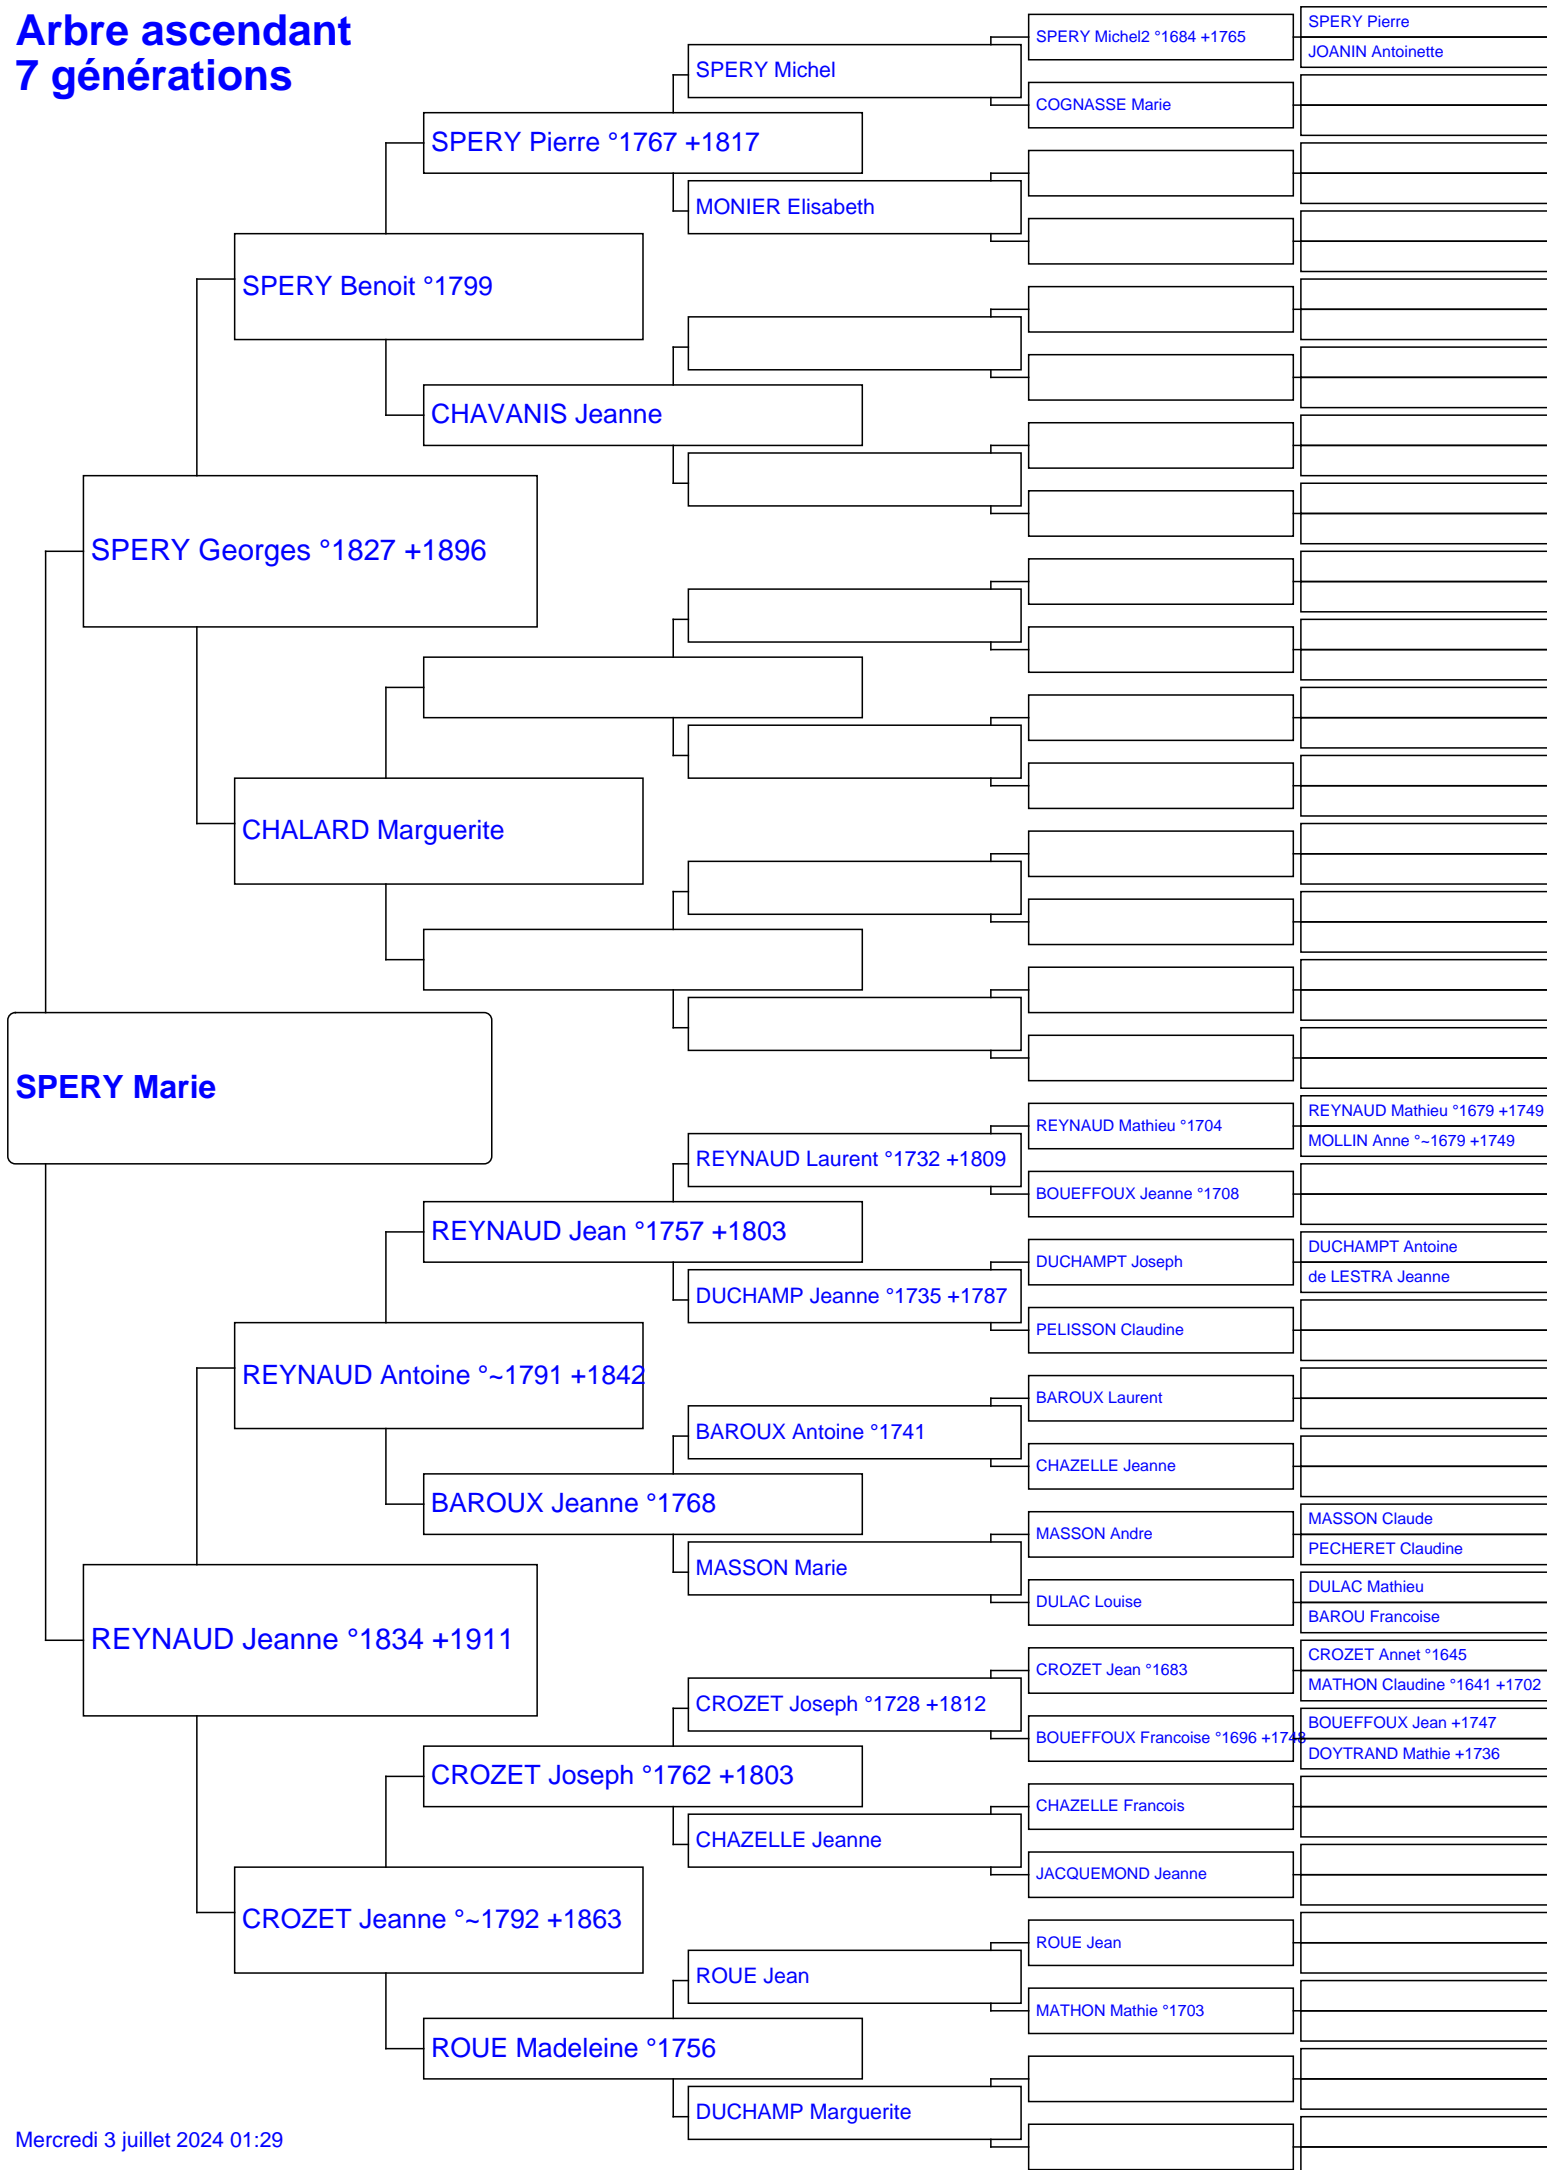 Arbre ascendant
7 générations
SPERY Pierre
SPERY Michel2 °1684 +1765
JOANIN Antoinette
SPERY Michel
COGNASSE Marie
SPERY Pierre °1767 +1817
MONIER Elisabeth
SPERY Benoit °1799
CHAVANIS Jeanne
SPERY Georges °1827 +1896
CHALARD Marguerite
SPERY Marie
REYNAUD Mathieu °1679 +1749
REYNAUD Mathieu °1704
MOLLIN Anne °~1679 +1749
REYNAUD Laurent °1732 +1809
BOUEFFOUX Jeanne °1708
REYNAUD Jean °1757 +1803
DUCHAMPT Antoine
DUCHAMPT Joseph
de LESTRA Jeanne
DUCHAMP Jeanne °1735 +1787
PELISSON Claudine
REYNAUD Antoine °~1791 +1842
BAROUX Laurent
BAROUX Antoine °1741
CHAZELLE Jeanne
BAROUX Jeanne °1768
MASSON Claude
MASSON Andre
PECHERET Claudine
MASSON Marie
DULAC Mathieu
DULAC Louise
BAROU Francoise
REYNAUD Jeanne °1834 +1911
CROZET Annet °1645
CROZET Jean °1683
MATHON Claudine °1641 +1702
CROZET Joseph °1728 +1812
BOUEFFOUX Jean +1747
BOUEFFOUX Francoise °1696 +1748
DOYTRAND Mathie +1736
CROZET Joseph °1762 +1803
CHAZELLE Francois
CHAZELLE Jeanne
JACQUEMOND Jeanne
CROZET Jeanne °~1792 +1863
ROUE Jean
ROUE Jean
MATHON Mathie °1703
ROUE Madeleine °1756
DUCHAMP Marguerite
Mercredi 3 juillet 2024 01:29